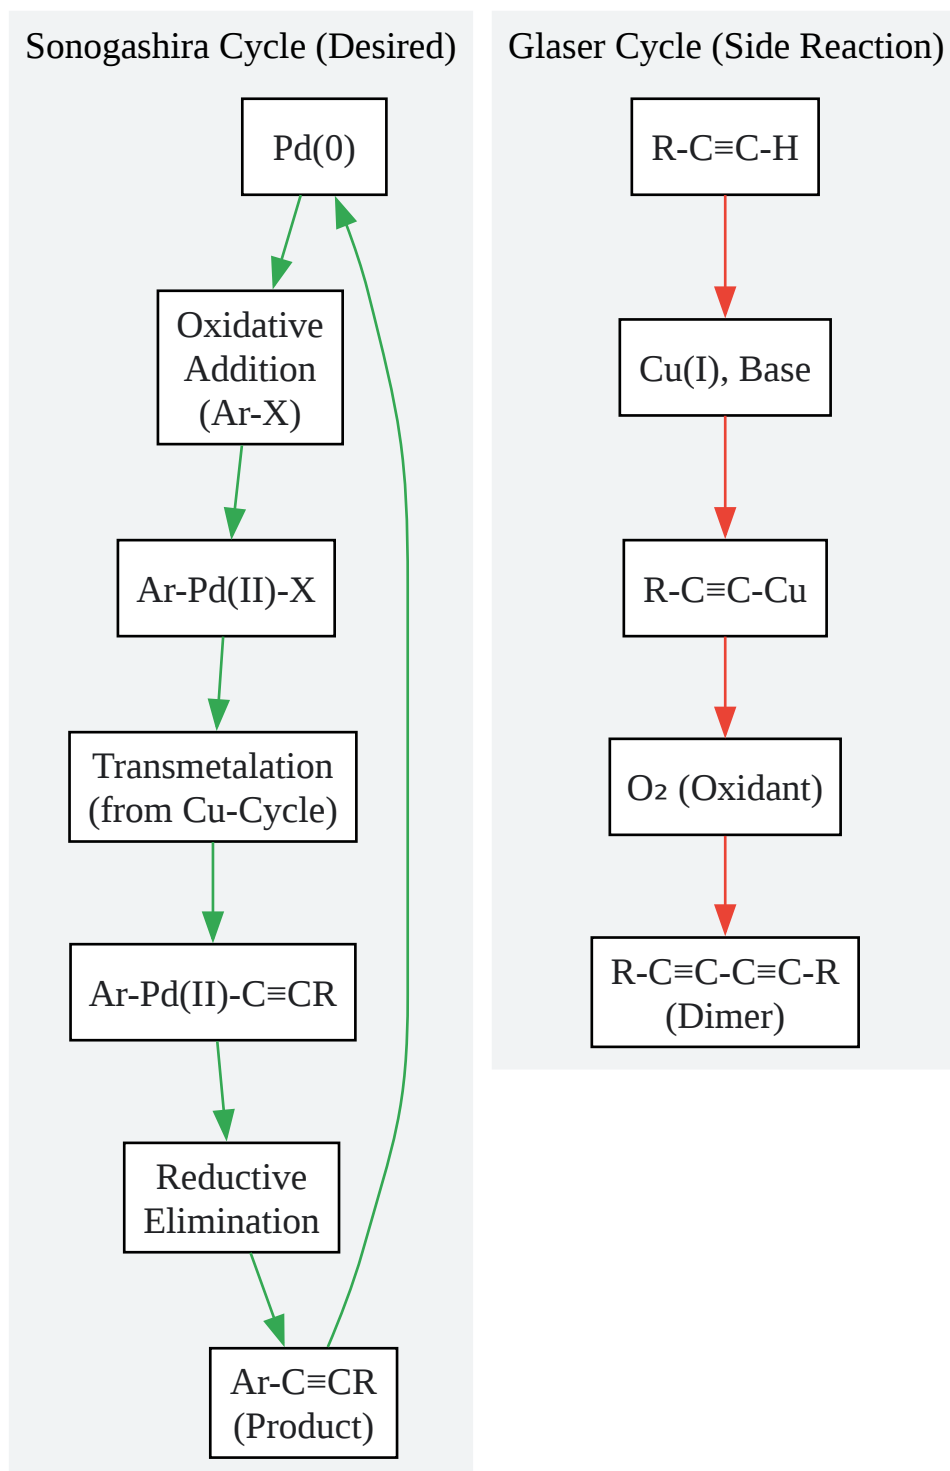 Sonogashira Cycle (Desired)
Pd(0)
Oxidative
Addition
(Ar-X)
Ar-Pd(II)-X
Transmetalation
(from Cu-Cycle)
Ar-Pd(II)-C≡CR
Reductive
Elimination
Ar-C≡CR
(Product)
Glaser Cycle (Side Reaction)
R-C≡C-H
Cu(I), Base
R-C≡C-Cu
O₂ (Oxidant)
R-C≡C-C≡C-R
(Dimer)